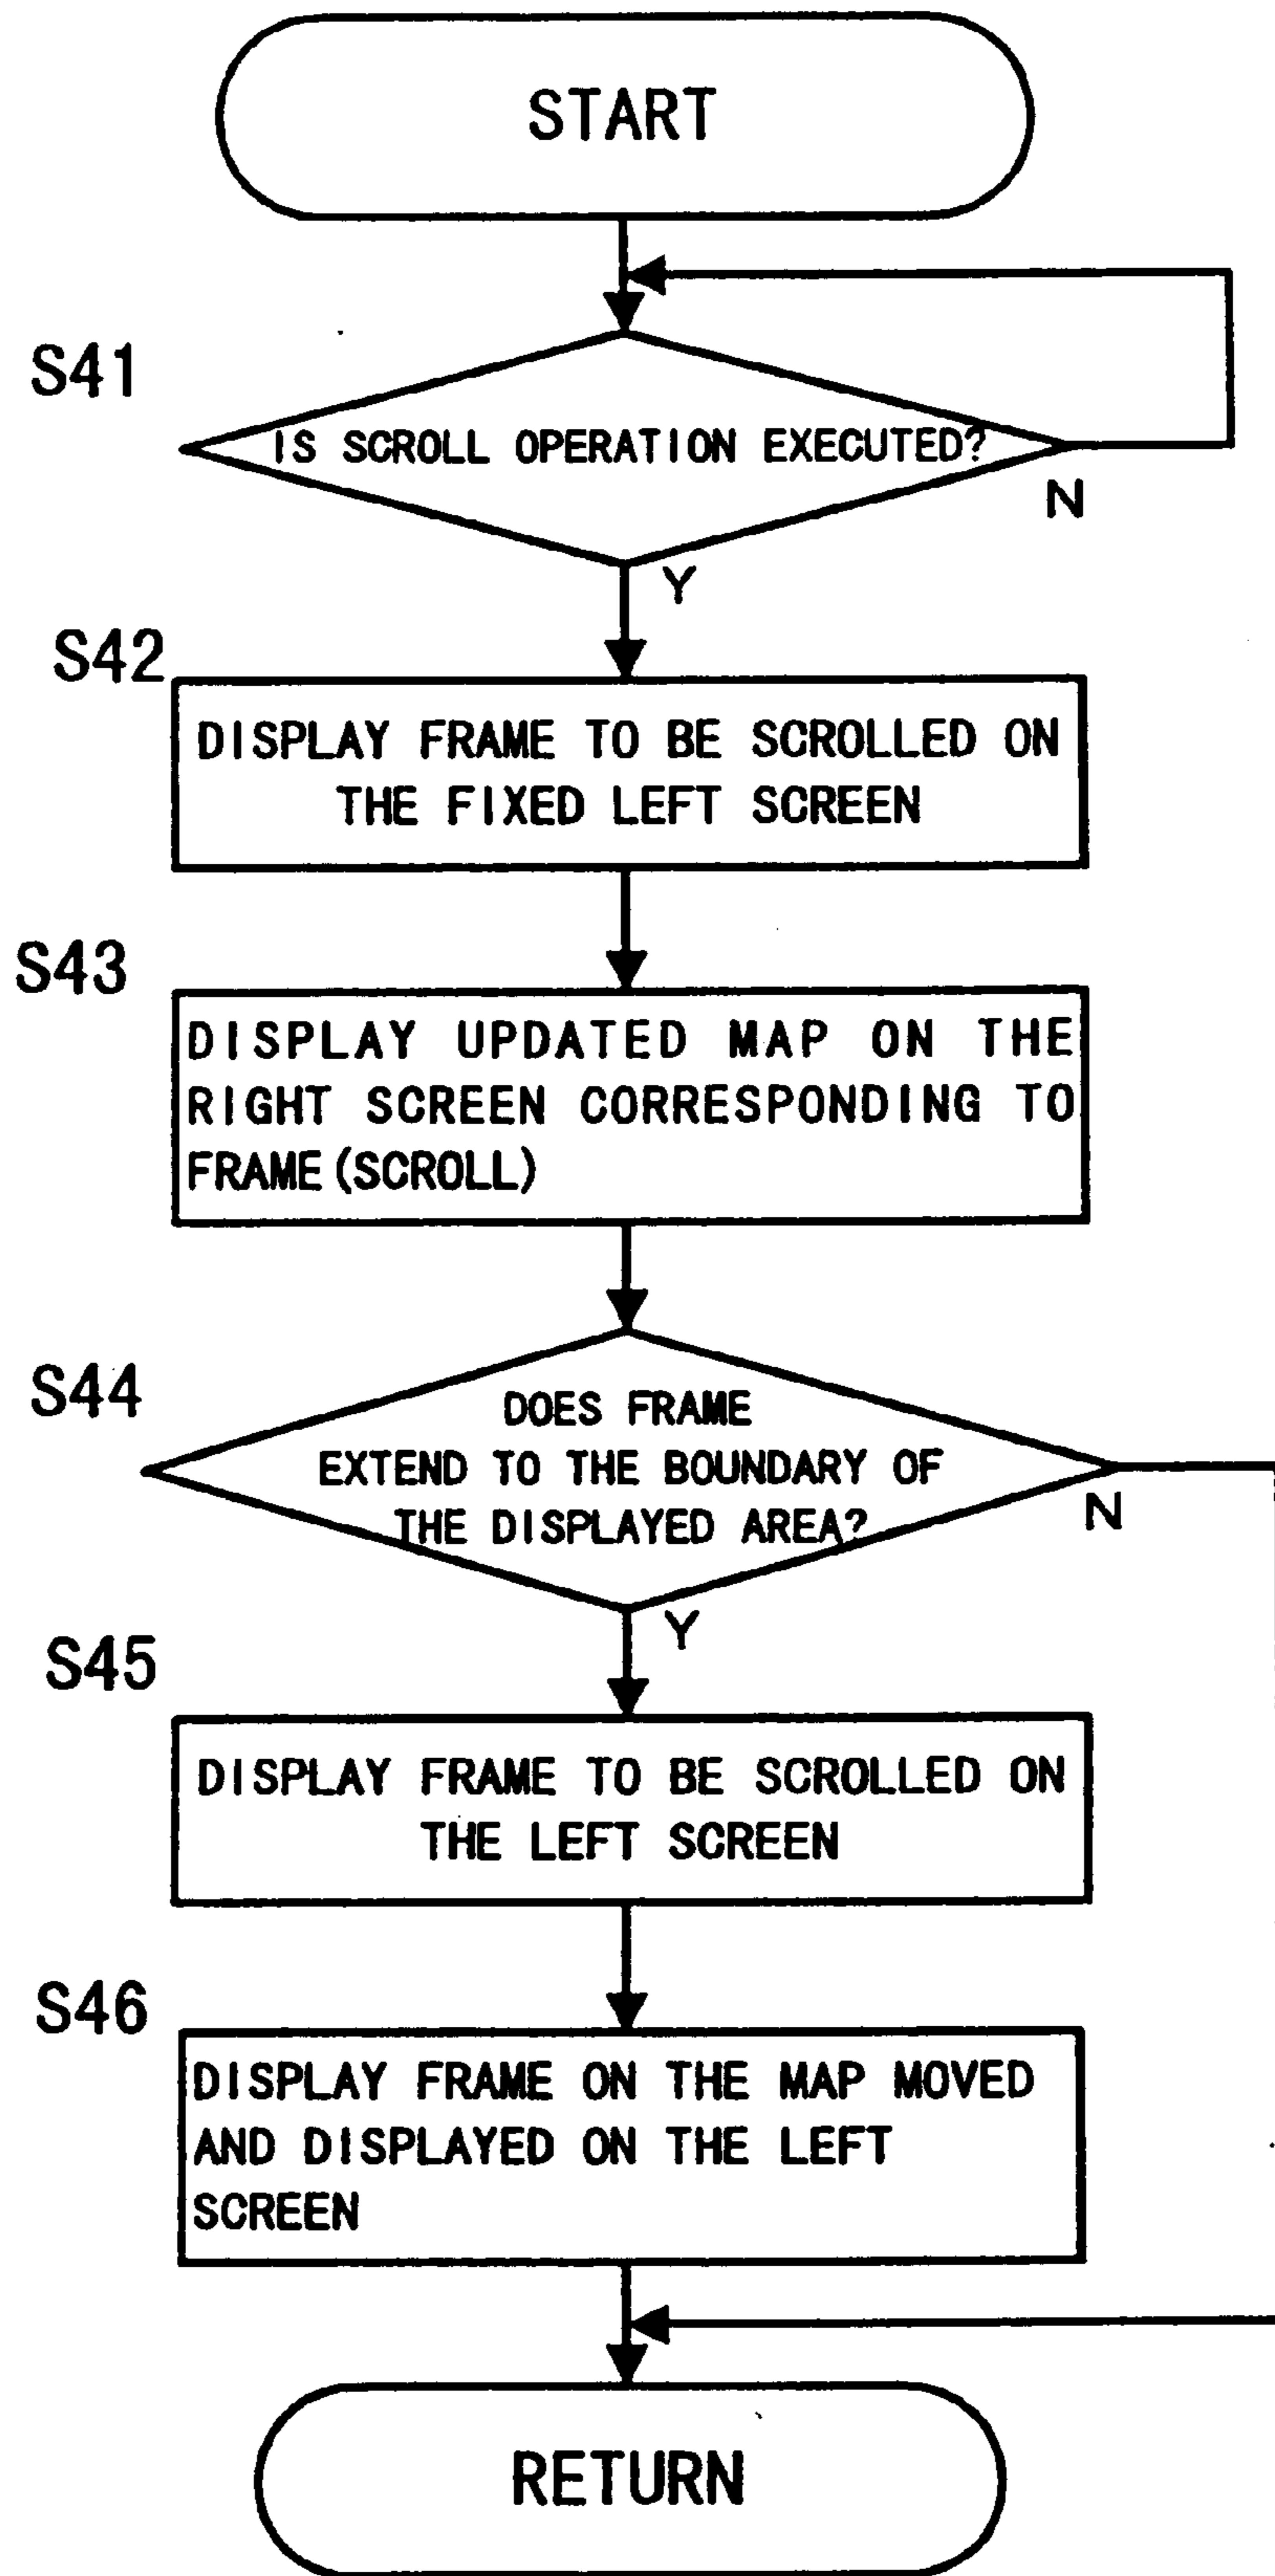 START
S41
IS SCROLL OPERATION EXECUTED?
N
Y
S42
DISPLAY FRAME TO BE SCROLLED ON
THE FIXED LEFT SCREEN
S43
DISPLAY UPDATED MAP ON THE
RIGHT SCREEN CORRESPONDING TO
FRAME(SCROLL)
S44
DOES FRAME
EXTEND TO THE BOUNDARY OF
THE DISPLAYED AREA?
N
Y
S45
DISPLAY FRAME TO BE SCROLLED ON
THE LEFT SCREEN
S46
DISPLAY FRAME ON THE MAP MOVED
AND DISPLAYED ON THE LEFT
SCREEN
RETURN